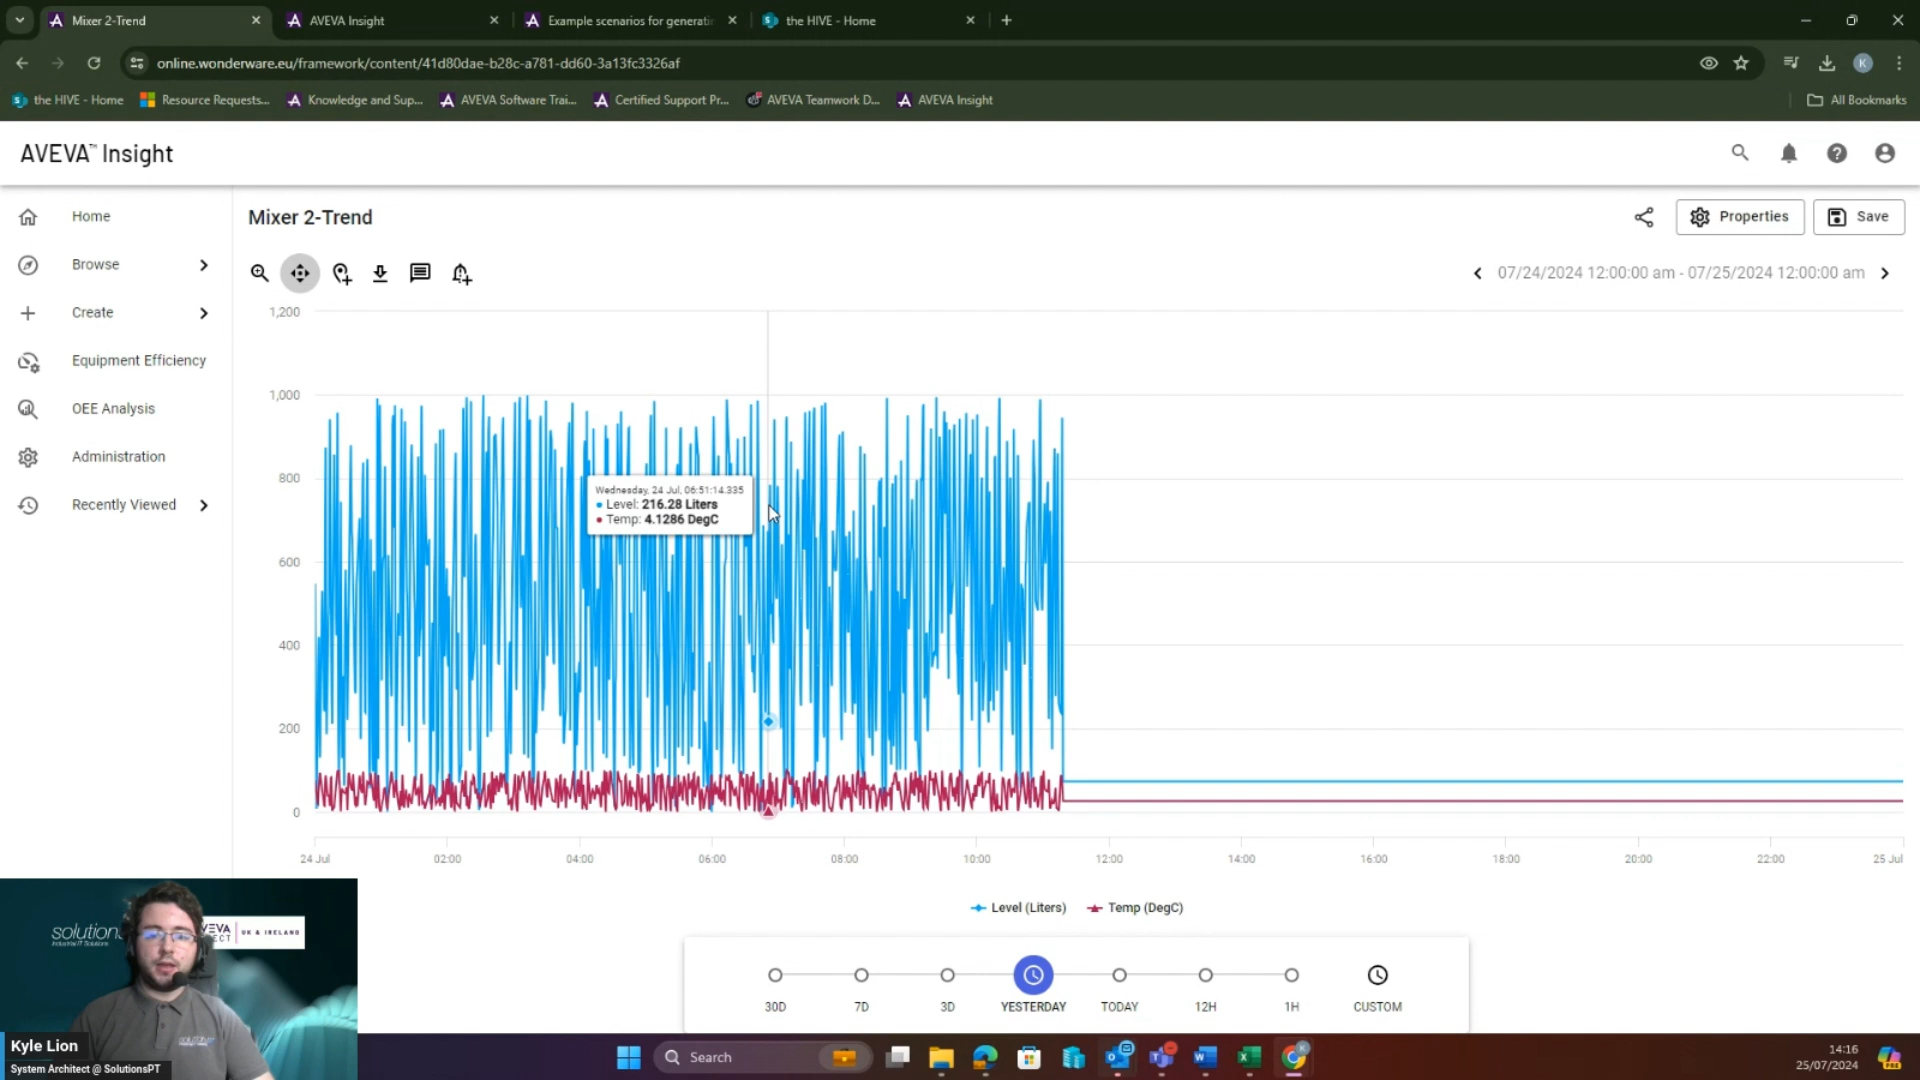 Mixer 2-Trend
AVEVA Insight
Example scenarios for generati
the HIVE - Home
online.wonderware.eu/framework/content/41d80dae-b28c-a781-dd60-3a13fc3326af
K
the HIVE - Home
Resource Requests...
Knowledge and Sup...
AVEVA Software Trai...
Certified Support Pr...
AVEVA Teamwork D...
AVEVA Insight
All Bookmarks
AVEVA™ Insight
Home
Browse
Create
Equipment Efficiency
OEE Analysis
Administration
Recently Viewed
Mixer 2-Trend
Properties
Save
07/24/2024 12:00:00 am - 07/25/2024 12:00:00 am
1,200
1,000
800
600
400
200
0
Wednesday, 24 Jul, 06:51:14.335
Level: 216.28 Liters
Temp: 4.1286 DegC
24 Jul 02:00 04:00 06:00 08:00 10:00 12:00 14:00 16:00 18:00 20:00 22:00 25 Jul
Level (Liters) Temp (DegC)
30D 7D 3D YESTERDAY TODAY 12H 1H CUSTOM
solution
Industrial IT Solutions
UK & IRELAND
Kyle Lion
System Architect @ SolutionsPT
Search
14:16
25/07/2024